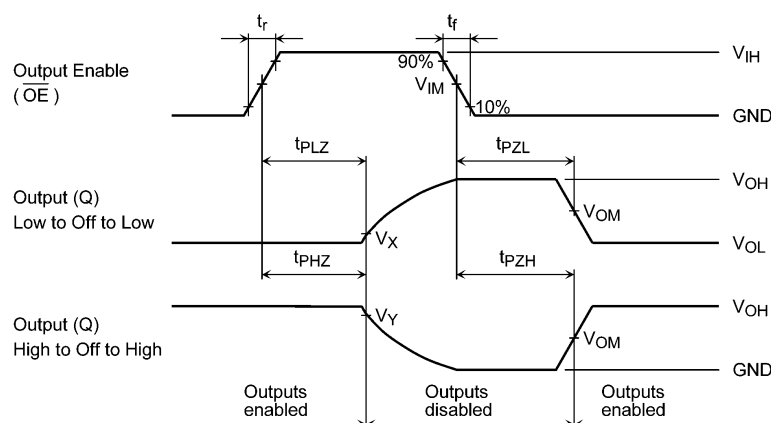 tr
tf
Output Enable
( OE )
90%
VIM
10%
VIH
GND
tPLZ
tPZL
Output (Q)
Low to Off to Low
VX
VOM
VOH
VOL
tPHZ
tPZH
Output (Q)
High to Off to High
VY
VOM
VOH
GND
Outputs
enabled
Outputs
disabled
Outputs
enabled